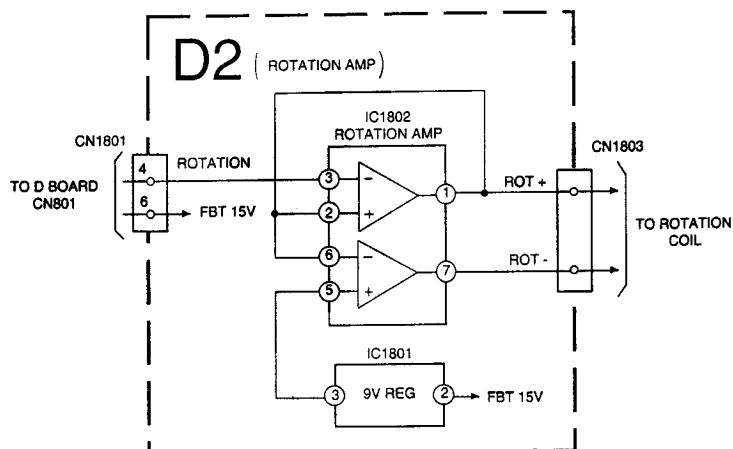 D2 ( ROTATION AMP )
IC1802
ROTATION AMP
CN1801
CN1803
4 ROTATION 3 − 1 ROT +
TO D BOARD
CN801
6 FBT 15V 2 +
TO ROTATION
COIL
6 − 7 ROT -
5 +
IC1801
3 9V REG 2 FBT 15V